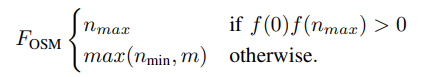 F_OSM { n_max if f(0)f(n_max) > 0
max(n_min, m) otherwise.